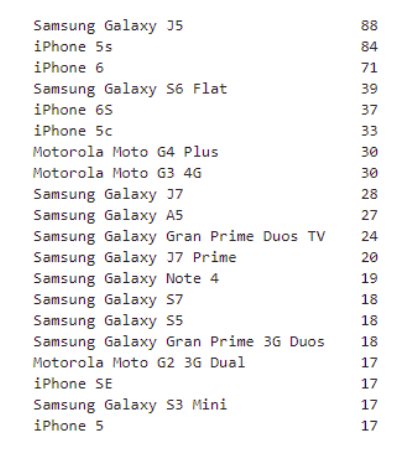 Samsung Galaxy J5 88
iPhone 5s 84
iPhone 6 71
Samsung Galaxy S6 Flat 39
iPhone 6S 37
iPhone 5c 33
Motorola Moto G4 Plus 30
Motorola Moto G3 4G 30
Samsung Galaxy J7 28
Samsung Galaxy A5 27
Samsung Galaxy Gran Prime Duos TV 24
Samsung Galaxy J7 Prime 20
Samsung Galaxy Note 4 19
Samsung Galaxy S7 18
Samsung Galaxy S5 18
Samsung Galaxy Gran Prime 3G Duos 18
Motorola Moto G2 3G Dual 17
iPhone SE 17
Samsung Galaxy S3 Mini 17
iPhone 5 17